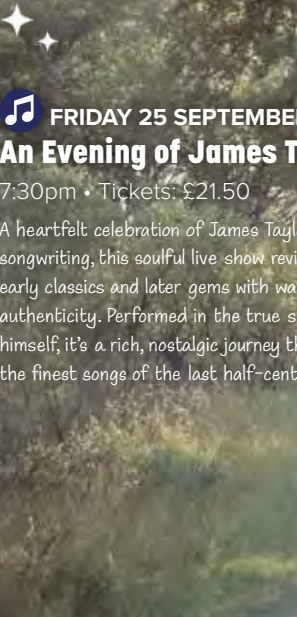 FRIDAY 25 SEPTEMBE
An Evening of James T
7:30pm • Tickets: £21.50
A heartfelt celebration of James Tayl
songwriting, this soulful live show revi
early classics and later gems with wa
authenticity. Performed in the true s
himself, it's a rich, nostalgic journey th
the finest songs of the last half-cent